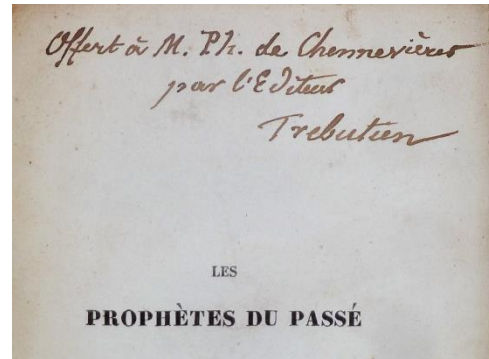 Offert à M. Ph. de Chennevières
par l'Editeur
Trebutien
LES
PROPHÈTES DU PASSÉ